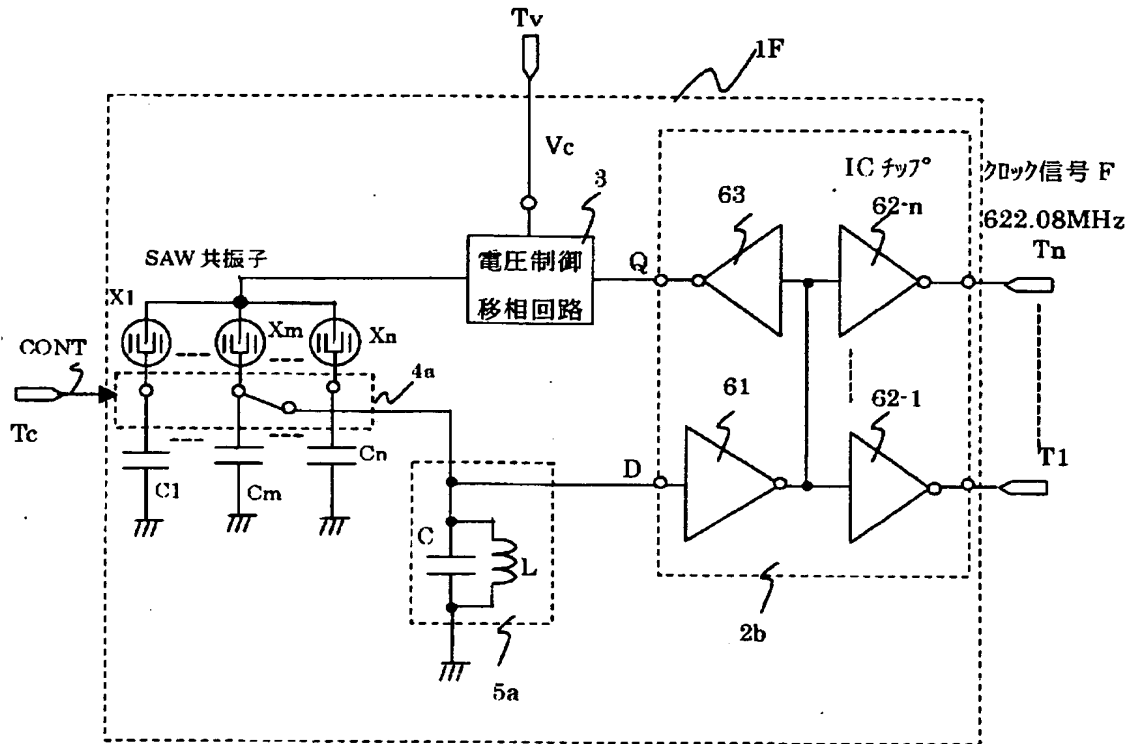 Tv
1F
Vc
ICチップ
クロック信号 F
622.08MHz
3
63
62-n
Tn
SAW 共振子
電圧制御
移相回路
Q
X1
Xm
Xn
CONT
Tc
4a
61
62-1
T1
C1
Cm
Cn
D
C
L
2b
5a